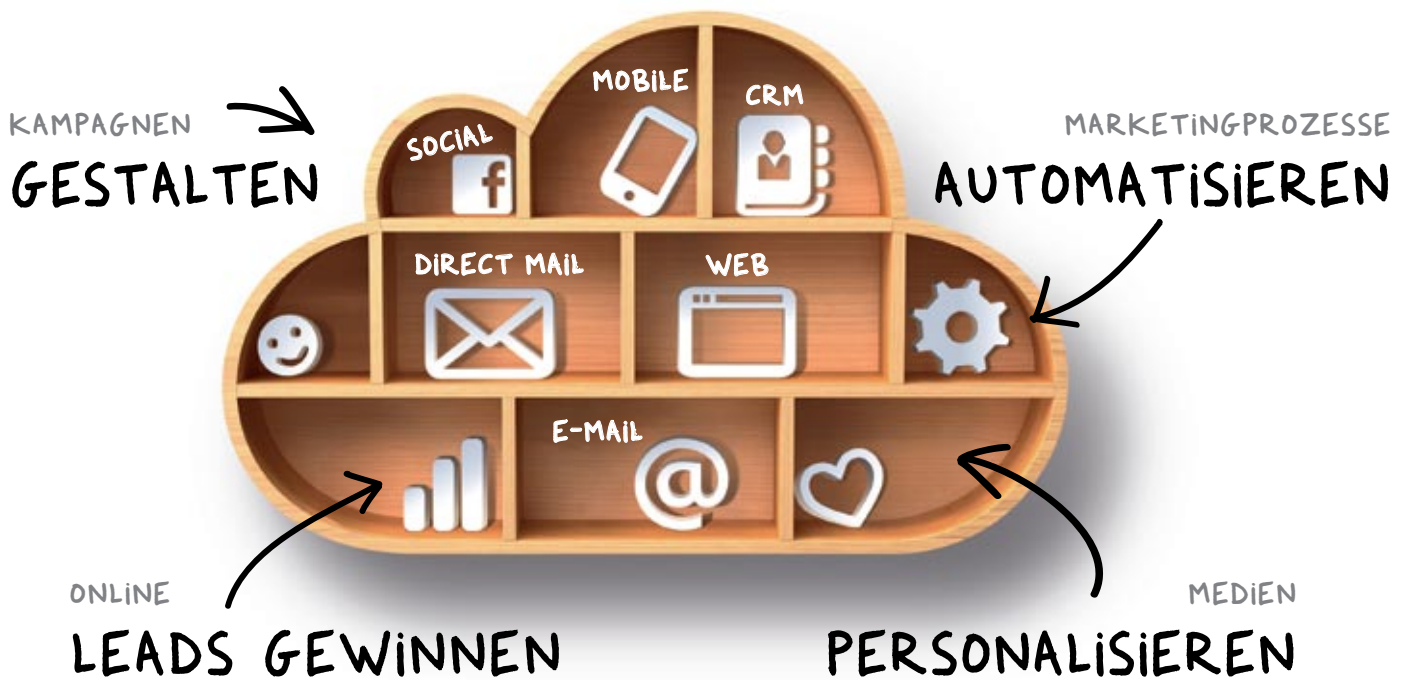 MOBILE
CRM
SOCIAL
KAMPAGNEN
GESTALTEN
MARKETINGPROZESSE
AUTOMATISIEREN
DIRECT MAIL
WEB
E-MAIL
@
ONLINE
LEADS GEWINNEN
MEDIEN
PERSONALISIEREN